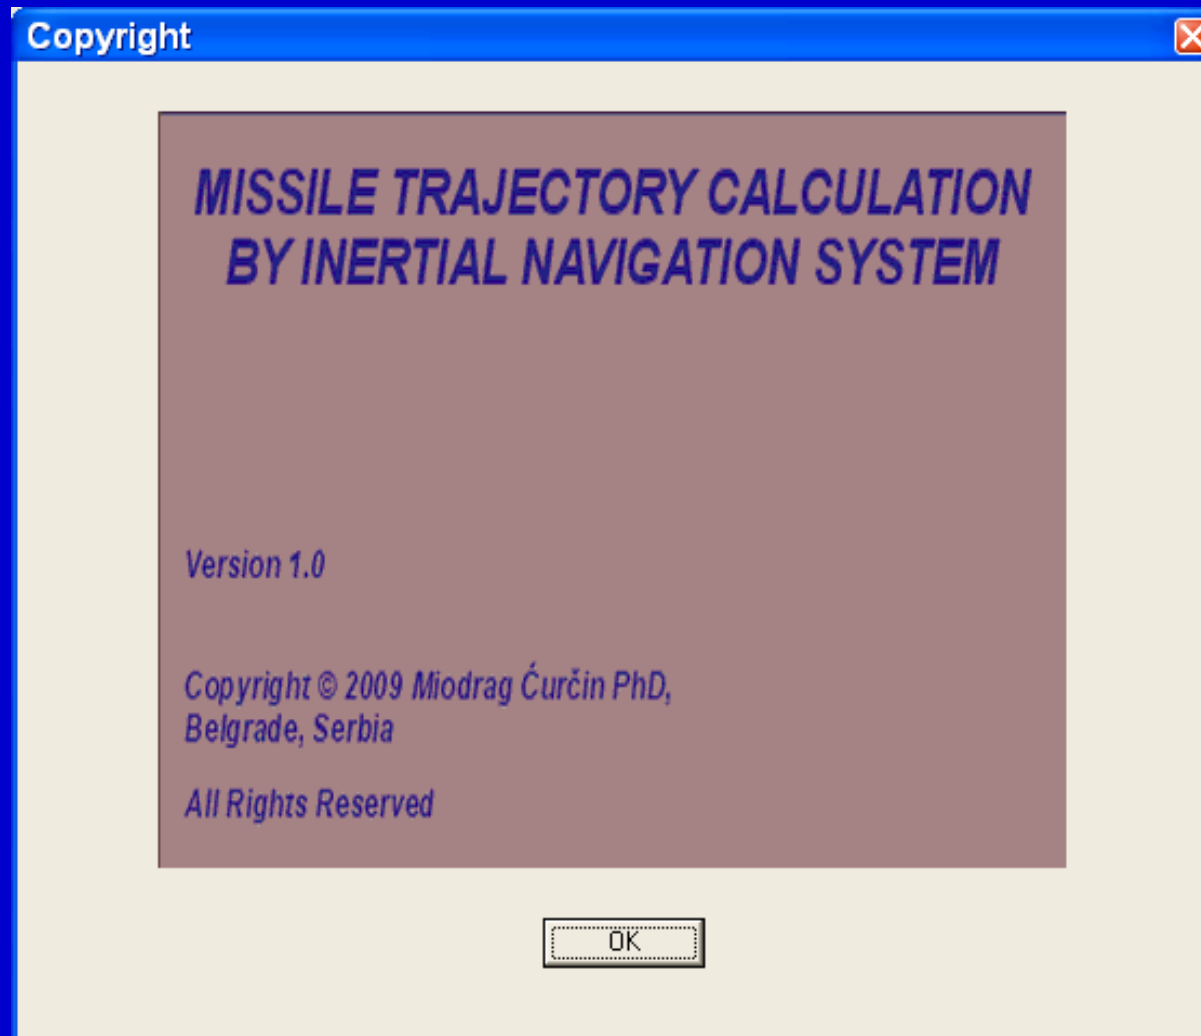 Copyright
MISSILE TRAJECTORY CALCULATION
BY INERTIAL NAVIGATION SYSTEM
Version 1.0
Copyright © 2009 Miodrag Ćurčin PhD,
Belgrade, Serbia
All Rights Reserved
OK